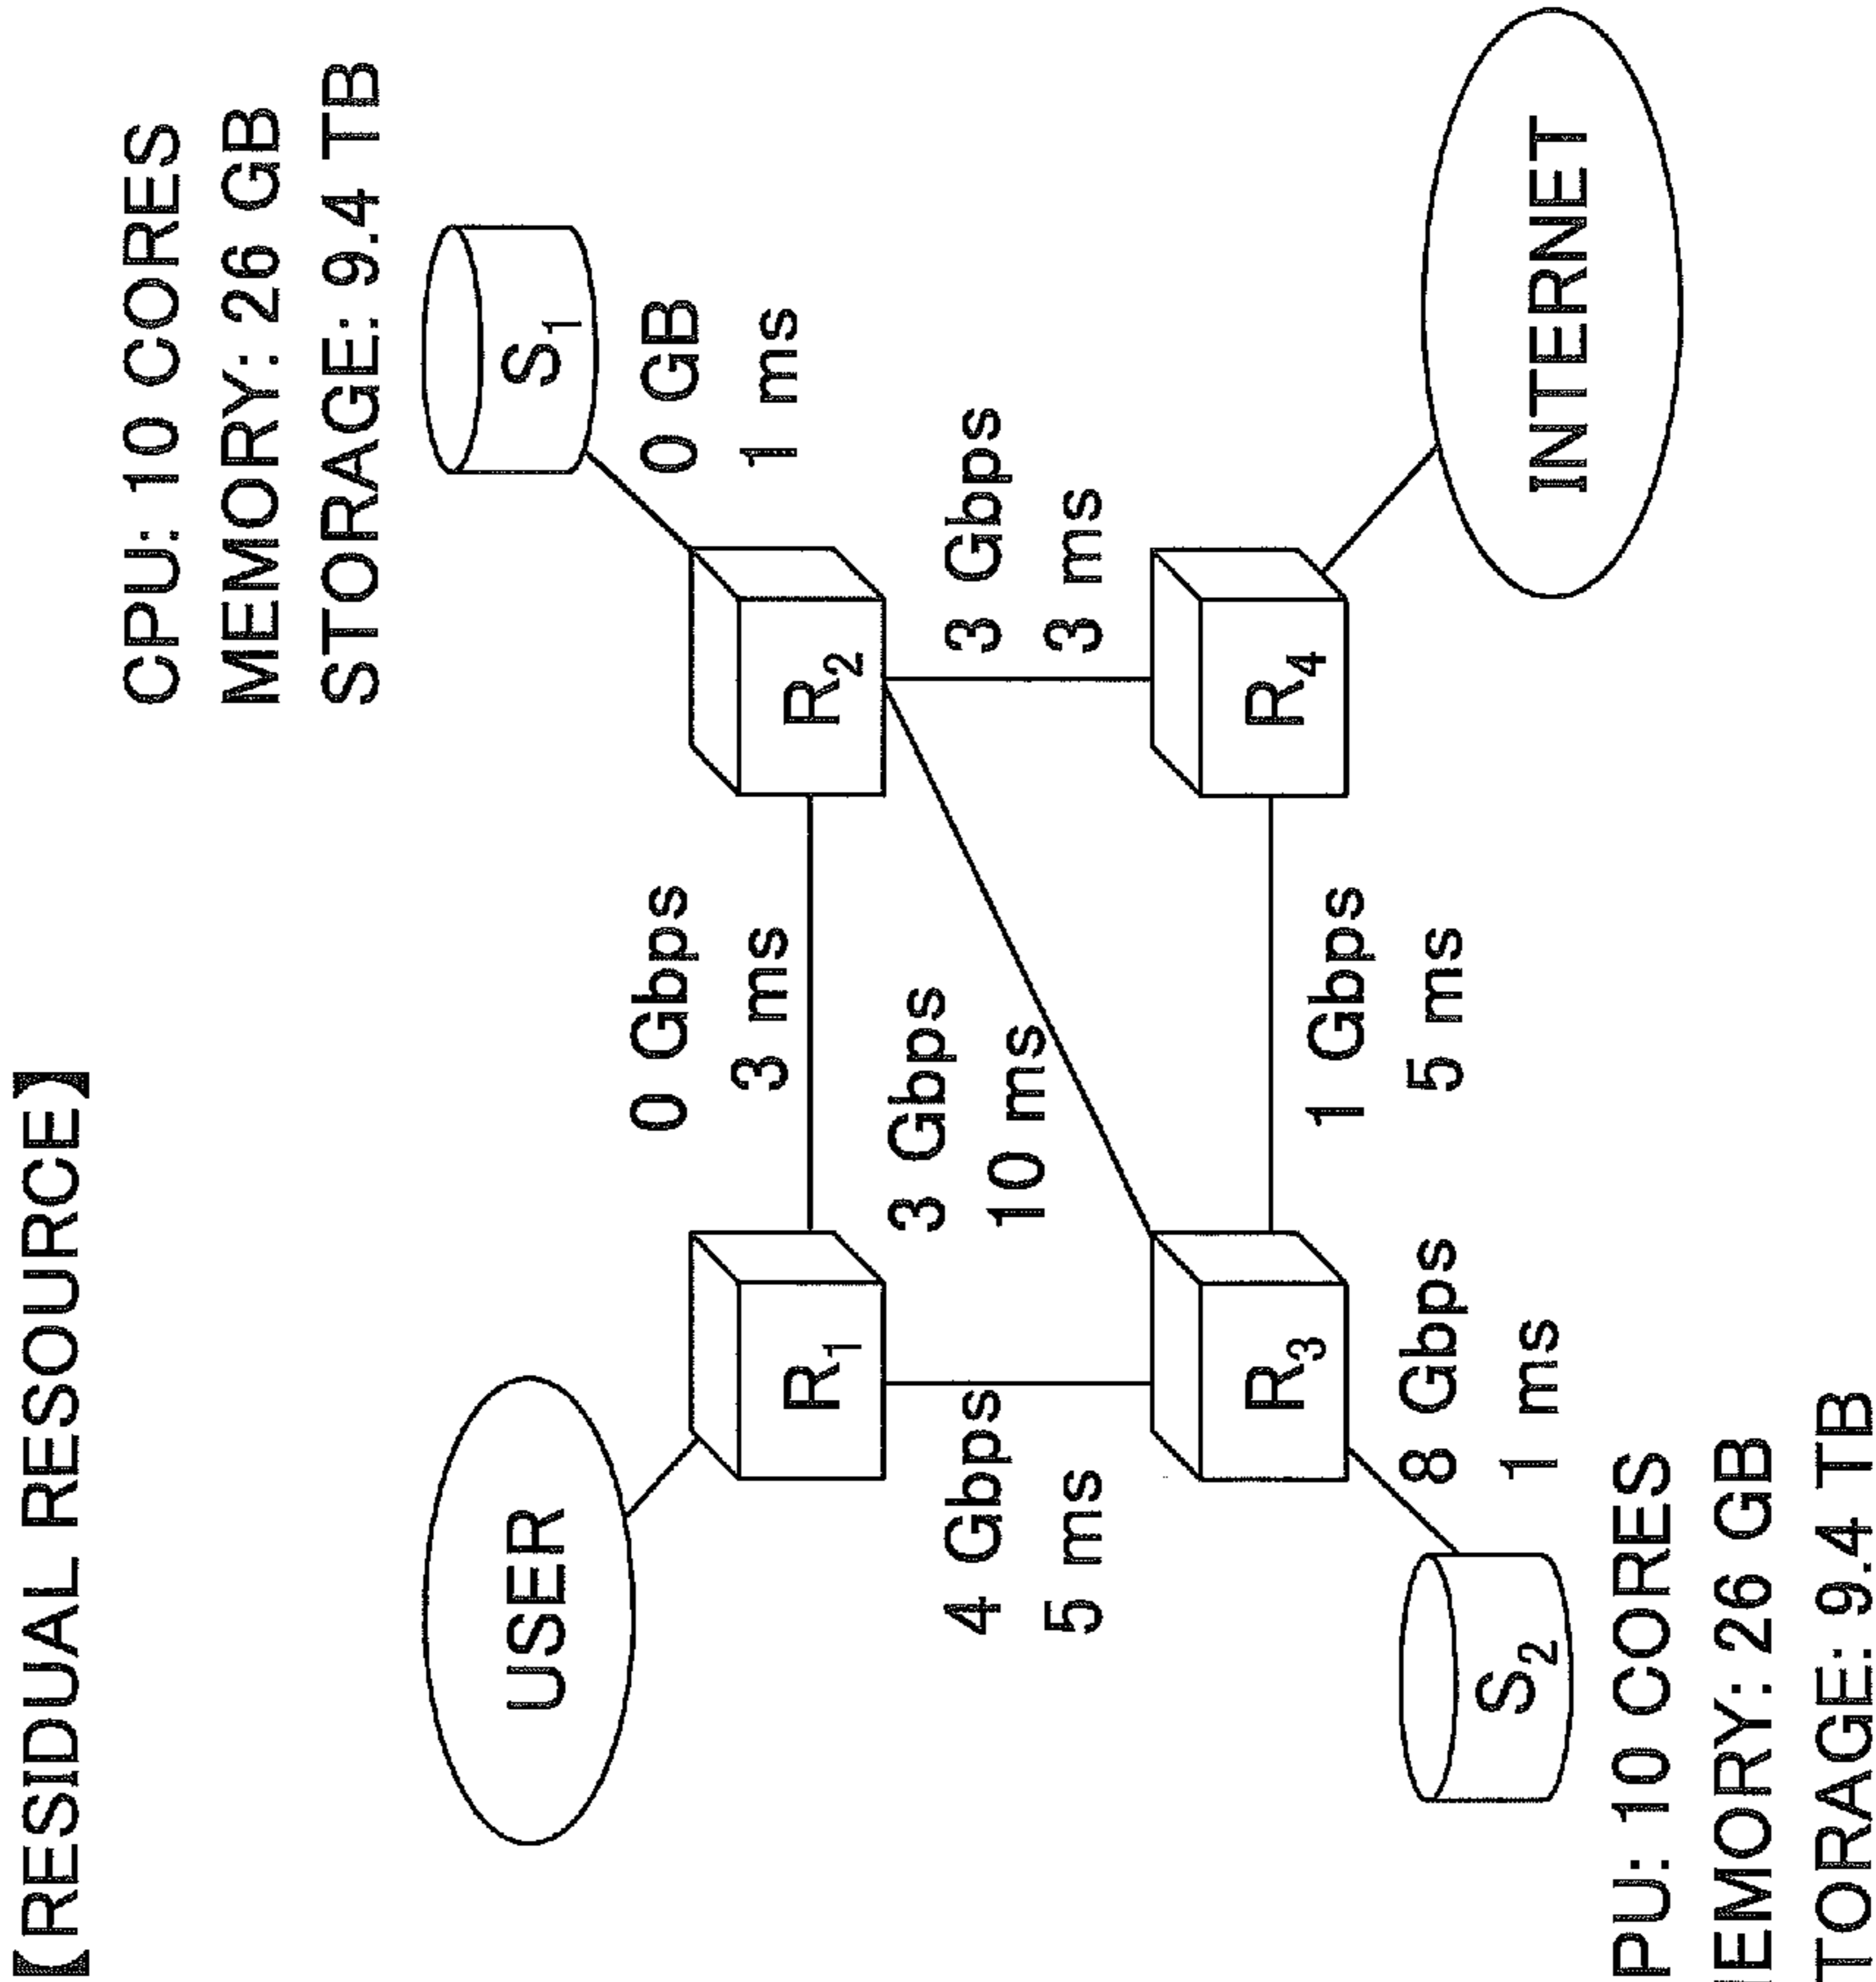 【RESIDUAL RESOURCE】
CPU: 10 CORES
MEMORY: 26 GB
STORAGE: 9.4 TB
USER
S1
0 GB
1 ms
0 Gbps
3 ms
R1
R2
3 Gbps
10 ms
4 Gbps
5 ms
3 Gbps
3 ms
R3
R4
1 Gbps
5 ms
8 Gbps
1 ms
S2
INTERNET
PU: 10 CORES
EMORY: 26 GB
TORAGE: 9.4 TB